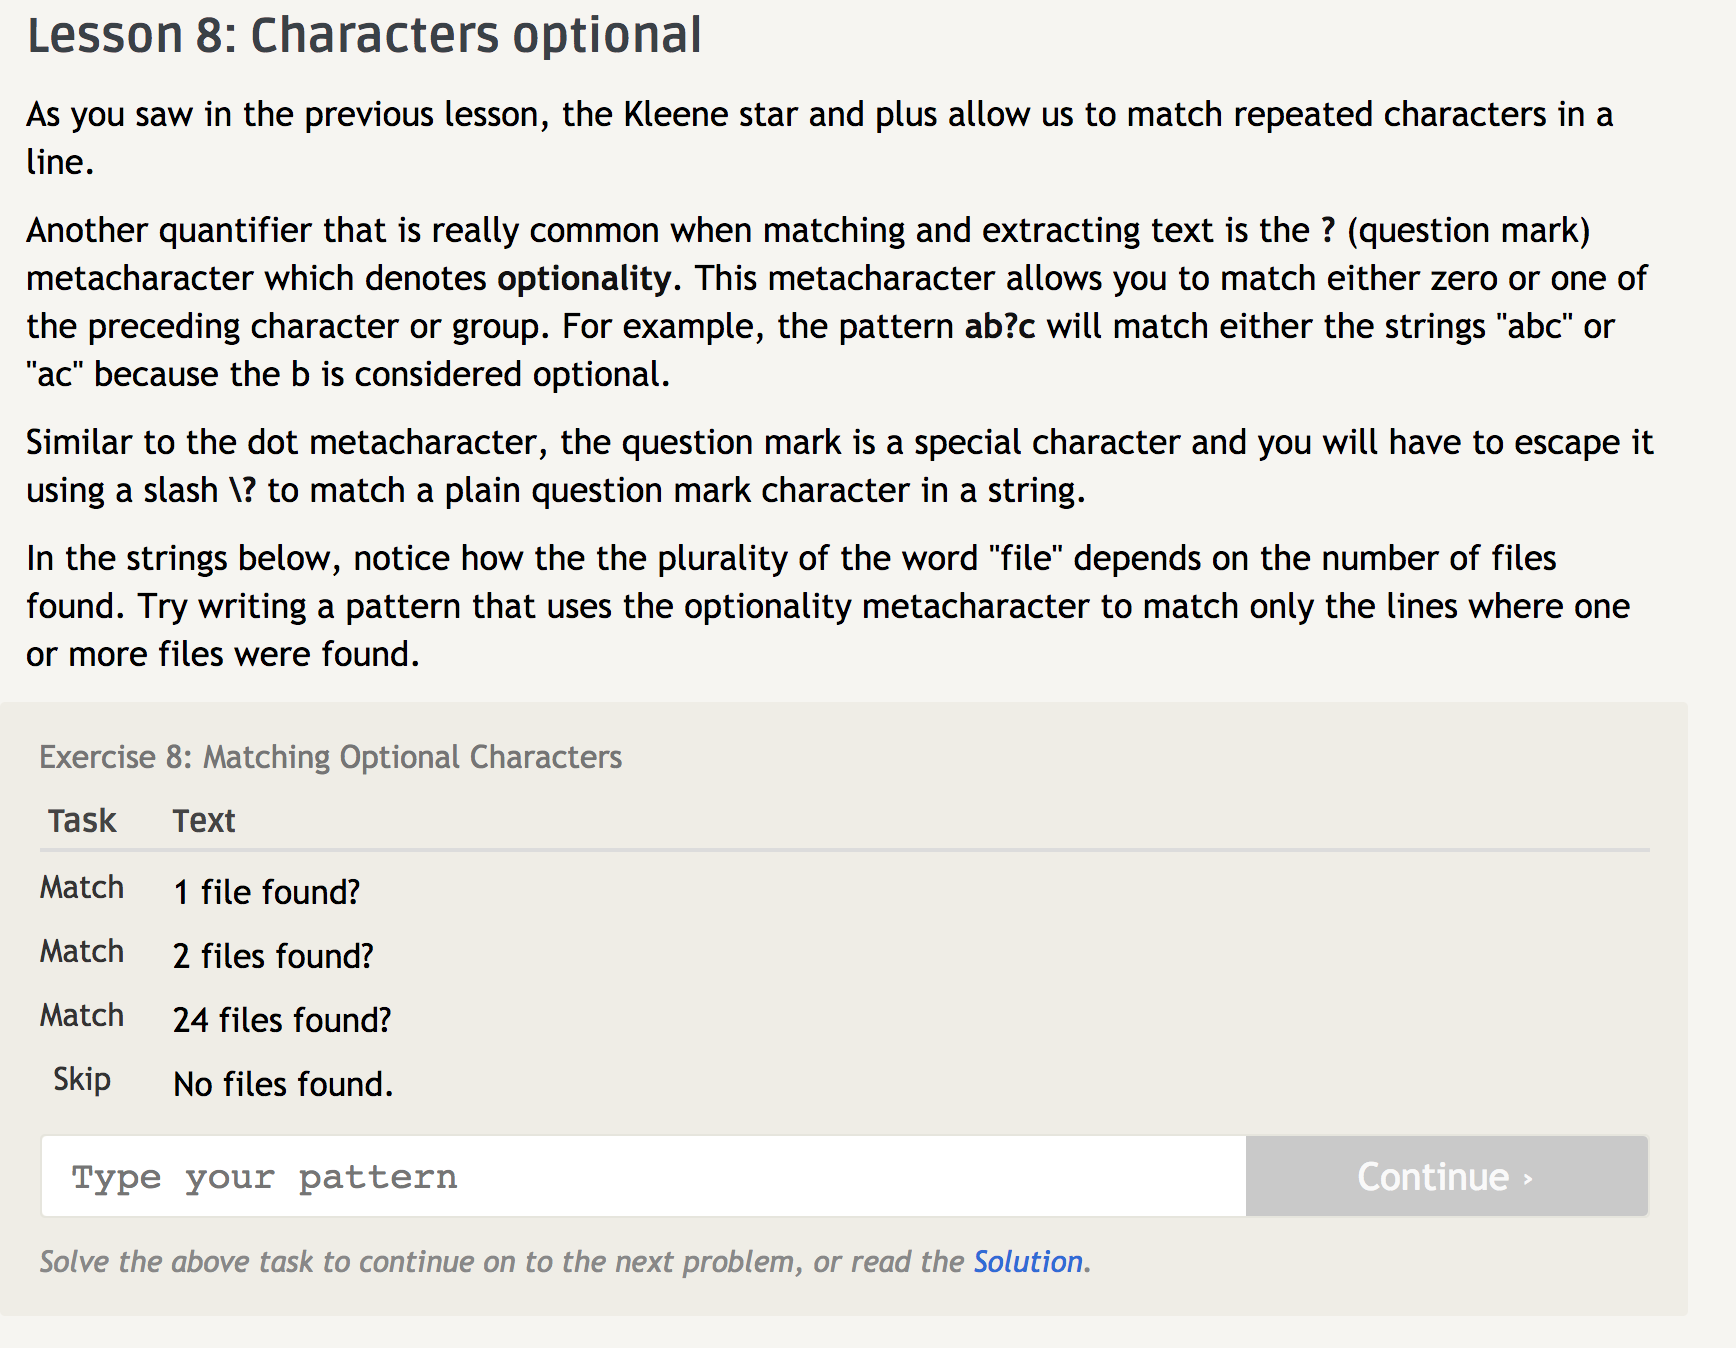 Lesson 8: Characters optional
As you saw in the previous lesson, the Kleene star and plus allow us to match repeated characters in a
line.
Another quantifier that is really common when matching and extracting text is the ? (question mark)
metacharacter which denotes optionality. This metacharacter allows you to match either zero or one of
the preceding character or group. For example, the pattern ab?c will match either the strings "abc" or
"ac" because the b is considered optional.
Similar to the dot metacharacter, the question mark is a special character and you will have to escape it
using a slash \? to match a plain question mark character in a string.
In the strings below, notice how the the plurality of the word "file" depends on the number of files
found. Try writing a pattern that uses the optionality metacharacter to match only the lines where one
or more files were found.
Exercise 8: Matching Optional Characters
Task Text
Match 1 file found?
Match 2 files found?
Match 24 files found?
Skip No files found.
Type your pattern Continue ›
Solve the above task to continue on to the next problem, or read the Solution.